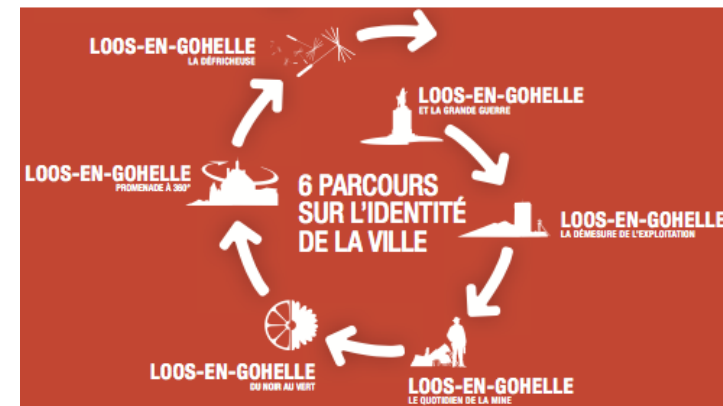 LOOS-EN-GOHELLE
LA DÉFRICHEUSE
LOOS-EN-GOHELLE
ET LA GRANDE GUERRE
LOOS-EN-GOHELLE
PROMENADE À 360°
6 PARCOURS
SUR L'IDENTITÉ
DE LA VILLE
LOOS-EN-GOHELLE
LA DÉMESURE DE L'EXPLOITATION
LOOS-EN-GOHELLE
DU NOIR AU VERT
LOOS-EN-GOHELLE
LE QUOTIDIEN DE LA MINE